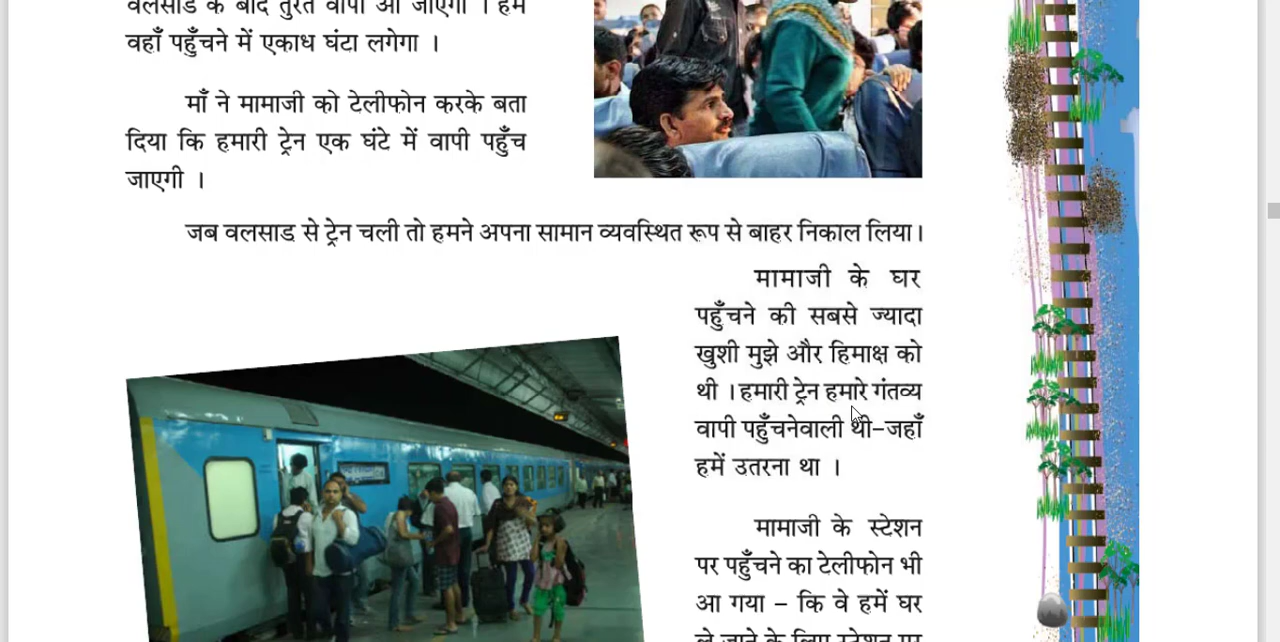 वलसाड के बाद तुरंत वापी आ जाएगा । हमें
वहाँ पहुँचने में एकाध घंटा लगेगा ।
माँ ने मामाजी को टेलीफोन करके बता
दिया कि हमारी ट्रेन एक घंटे में वापी पहुँच
जाएगी ।
जब वलसाड से ट्रेन चली तो हमने अपना सामान व्यवस्थित रूप से बाहर निकाल लिया।
मामाजी के घर
पहुँचने की सबसे ज्यादा
खुशी मुझे और हिमाक्ष को
थी । हमारी ट्रेन हमारे गंतव्य
वापी पहुँचनेवाली थी–जहाँ
हमें उतरना था ।
मामाजी के स्टेशन
पर पहुँचने का टेलीफोन भी
आ गया – कि वे हमें घर
ले जाने के लिए स्टेशन पर